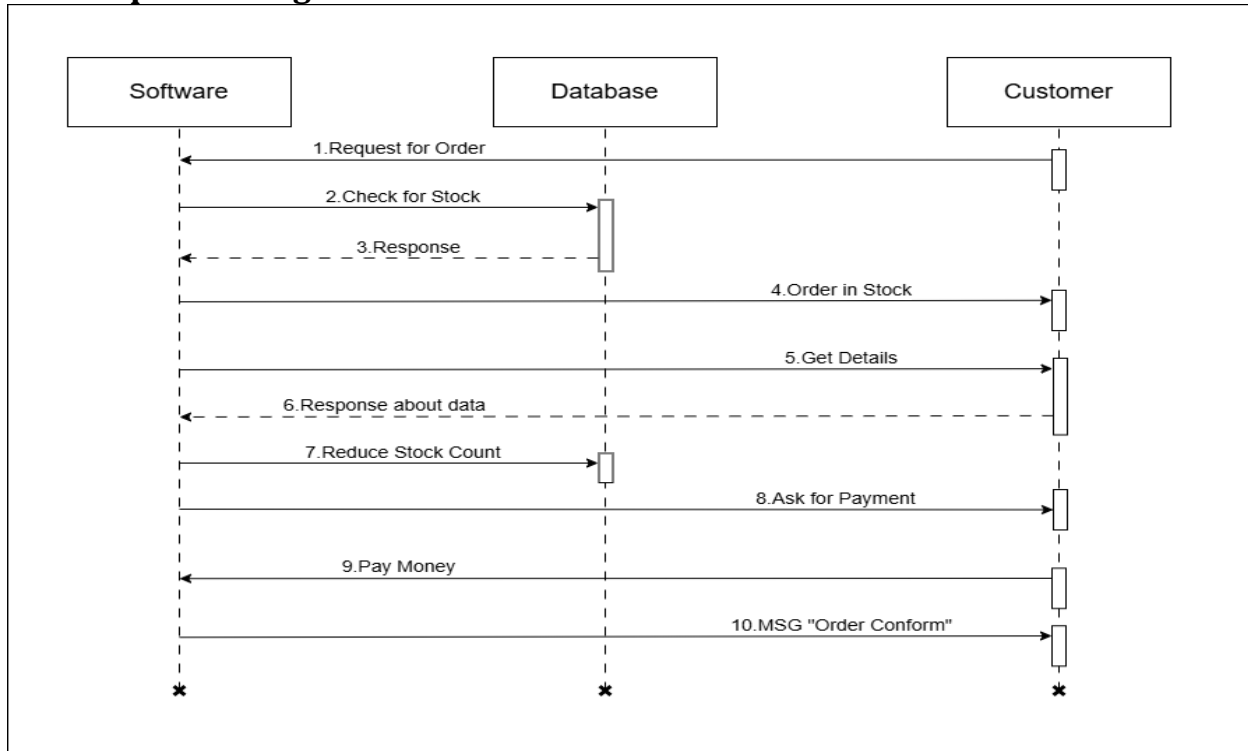 Software
Database
Customer
1.Request for Order
2.Check for Stock
3.Response
4.Order in Stock
5.Get Details
6.Response about data
7.Reduce Stock Count
8.Ask for Payment
9.Pay Money
10.MSG "Order Conform"